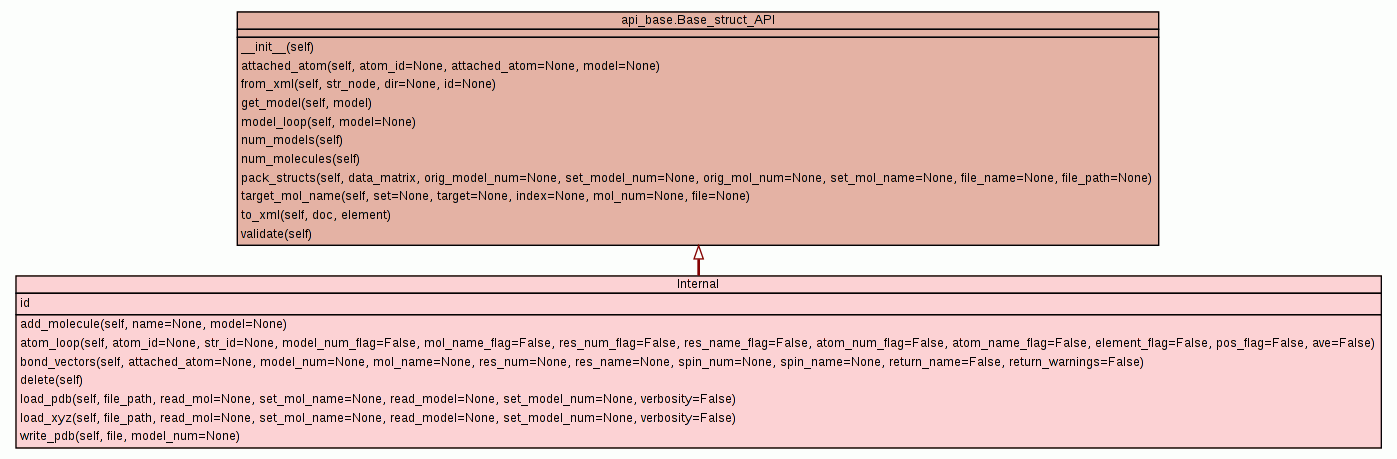 api_base.Base_struct_API
__init__(self)
attached_atom(self, atom_id=None, attached_atom=None, model=None)
from_xml(self, str_node, dir=None, id=None)
get_model(self, model)
model_loop(self, model=None)
num_models(self)
num_molecules(self)
pack_structs(self, data_matrix, orig_model_num=None, set_model_num=None, orig_mol_num=None, set_mol_name=None, file_name=None, file_path=None)
target_mol_name(self, set=None, target=None, index=None, mol_num=None, file=None)
to_xml(self, doc, element)
validate(self)
Internal
id
add_molecule(self, name=None, model=None)
atom_loop(self, atom_id=None, str_id=None, model_num_flag=False, mol_name_flag=False, res_num_flag=False, res_name_flag=False, atom_num_flag=False, atom_name_flag=False, element_flag=False, pos_flag=False, ave=False)
bond_vectors(self, attached_atom=None, model_num=None, mol_name=None, res_num=None, res_name=None, spin_num=None, spin_name=None, return_name=False, return_warnings=False)
delete(self)
load_pdb(self, file_path, read_mol=None, set_mol_name=None, read_model=None, set_model_num=None, verbosity=False)
load_xyz(self, file_path, read_mol=None, set_mol_name=None, read_model=None, set_model_num=None, verbosity=False)
write_pdb(self, file, model_num=None)